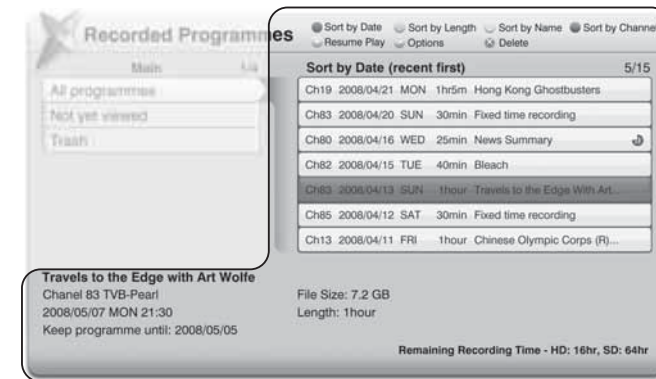 Recorded Programmes
Sort by Date Sort by Length Sort by Name Sort by Channel
Resume Play Options Delete
Main 1/4
All programmes
Not yet viewed
Trash
Sort by Date (recent first) 5/15
Ch19 2008/04/21 MON 1hr5m Hong Kong Ghostbusters
Ch83 2008/04/20 SUN 30min Fixed time recording
Ch80 2008/04/16 WED 25min News Summary
Ch82 2008/04/15 TUE 40min Bleach
Ch83 2008/04/13 SUN 1hour Travels to the Edge With Art...
Ch85 2008/04/12 SAT 30min Fixed time recording
Ch13 2008/04/11 FRI 1hour Chinese Olympic Corps (R)...
Travels to the Edge with Art Wolfe
Chanel 83 TVB-Pearl File Size: 7.2 GB
2008/05/07 MON 21:30 Length: 1hour
Keep programme until: 2008/05/05
Remaining Recording Time - HD: 16hr, SD: 64hr